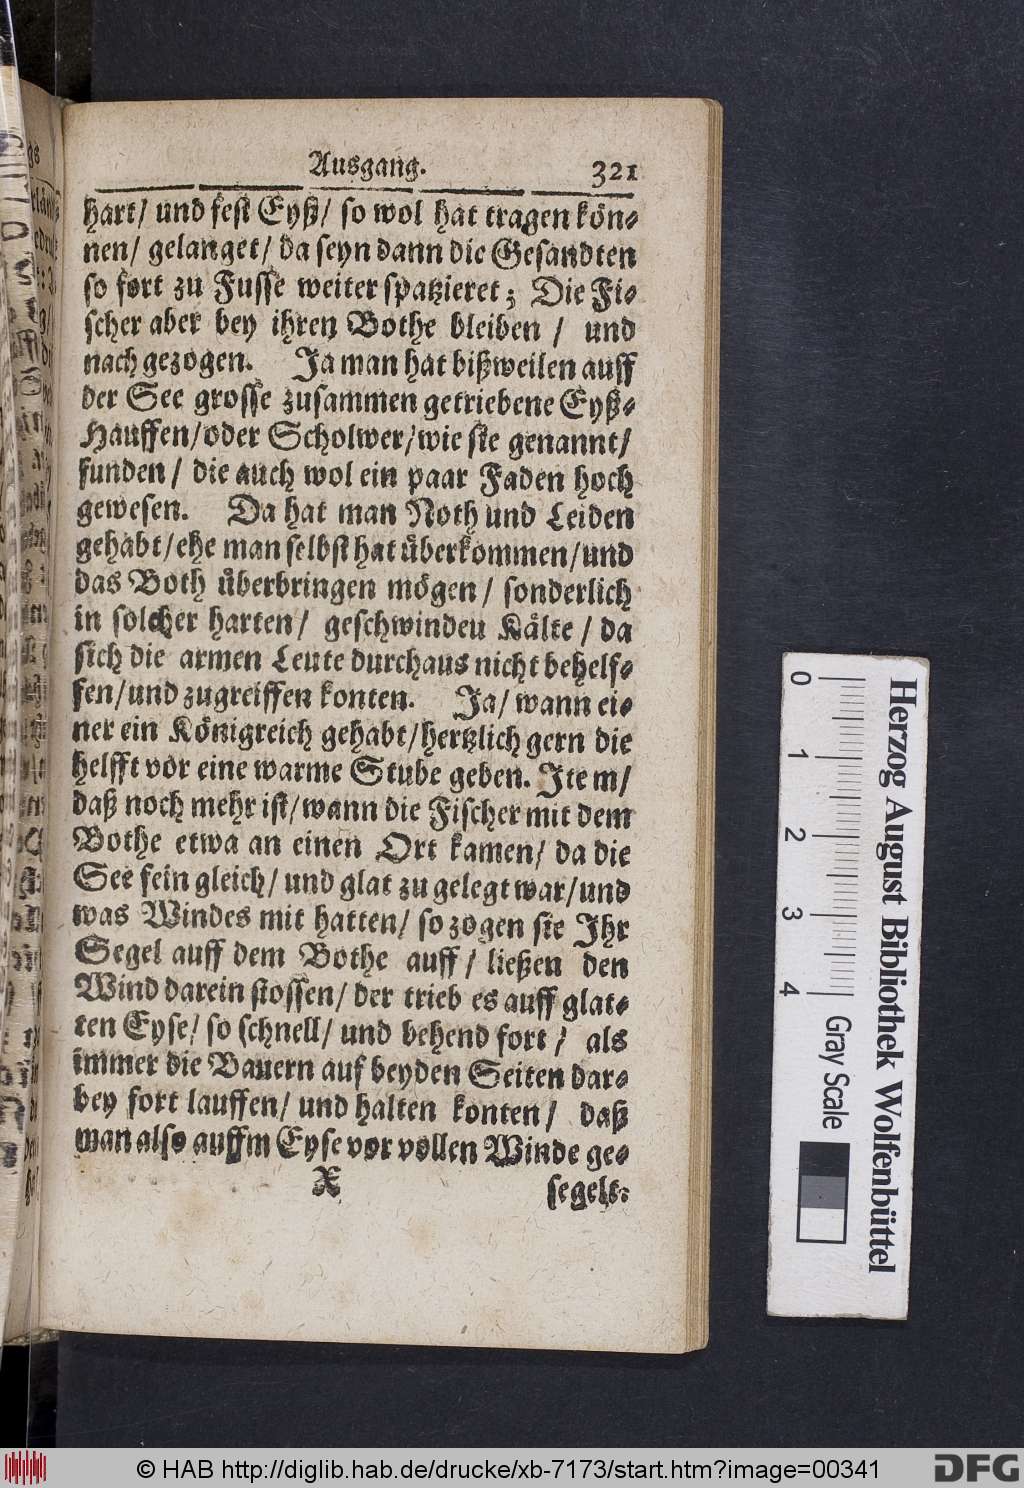 Ausgang. 321
hart/ und fest Eyß/ so wol hat tragen kön-
nen/ gelanget/ da seyn dann die Gesandten
so fort zu Fusse weiter spatzieret; Die Fi-
scher aber bey ihren Bothe bleiben / und
nach gezogen. Ja man hat bißweilen auff
der See grosse zusammen getriebene Eyß-
Hauffen/oder Scholwer/wie sie genannt/
funden / die auch wol ein paar Faden hoch
gewesen. Da hat man Noth und Leiden
gehabt/ehe man selbst hat überkommen/und
das Both überbringen mögen / sonderlich
in solcher harten/ geschwindeu Kälte / da
sich die armen Leute durchaus nicht behelf-
fen/und zugreiffen konten. Ja/ wann ei-
ner ein Königreich gehabt/hertzlich gern die
helfft vor eine warme Stube geben. Item/
daß noch mehr ist/wann die Fischer mit dem
Bothe etwa an einen Ort kamen/ da die
See fein gleich/ und glat zu gelegt war/und
was Windes mit hatten/ so zogen sie Ihr
Segel auff dem Bothe auff / ließen den
Wind darein stossen/ der trieb es auff glat-
ten Eyse/ so schnell/ und behend fort / als
immer die Bauern auf beyden Seiten dar-
bey fort lauffen/ und halten konten / daß
man also auffm Eyse vor vollen Winde ge-
X segelt:
0 1 2 3 4 Gray Scale
Herzog August Bibliothek Wolfenbüttel
© HAB http://diglib.hab.de/drucke/xb-7173/start.htm?image=00341
DFG